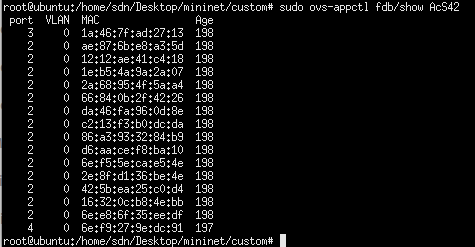 root@ubuntu:/home/sdn/Desktop/mininet/custom# sudo ovs-appctl fdb/show AcS42
port VLAN MAC Age
3 0 1a:46:7f:ad:27:13 198
2 0 ae:87:6b:e8:a3:5d 198
2 0 12:12:ae:41:4c:18 198
2 0 1e:b5:4a:9a:2a:07 198
2 0 2a:68:95:4f:5a:a4 198
2 0 66:84:0b:2f:42:26 198
2 0 da:46:fa:96:0d:8e 198
2 0 c2:13:f3:b0:dc:da 198
2 0 86:a3:93:32:84:b9 198
2 0 d6:aa:ce:f8:ba:10 198
2 0 6e:f5:5e:ca:e5:4e 198
2 0 2e:8f:d1:36:be:4e 198
2 0 42:5b:ea:25:c0:d4 198
2 0 16:32:0c:b8:4e:bb 198
2 0 6e:e8:6f:35:ee:df 198
4 0 6e:f9:27:9e:dc:91 197
root@ubuntu:/home/sdn/Desktop/mininet/custom#